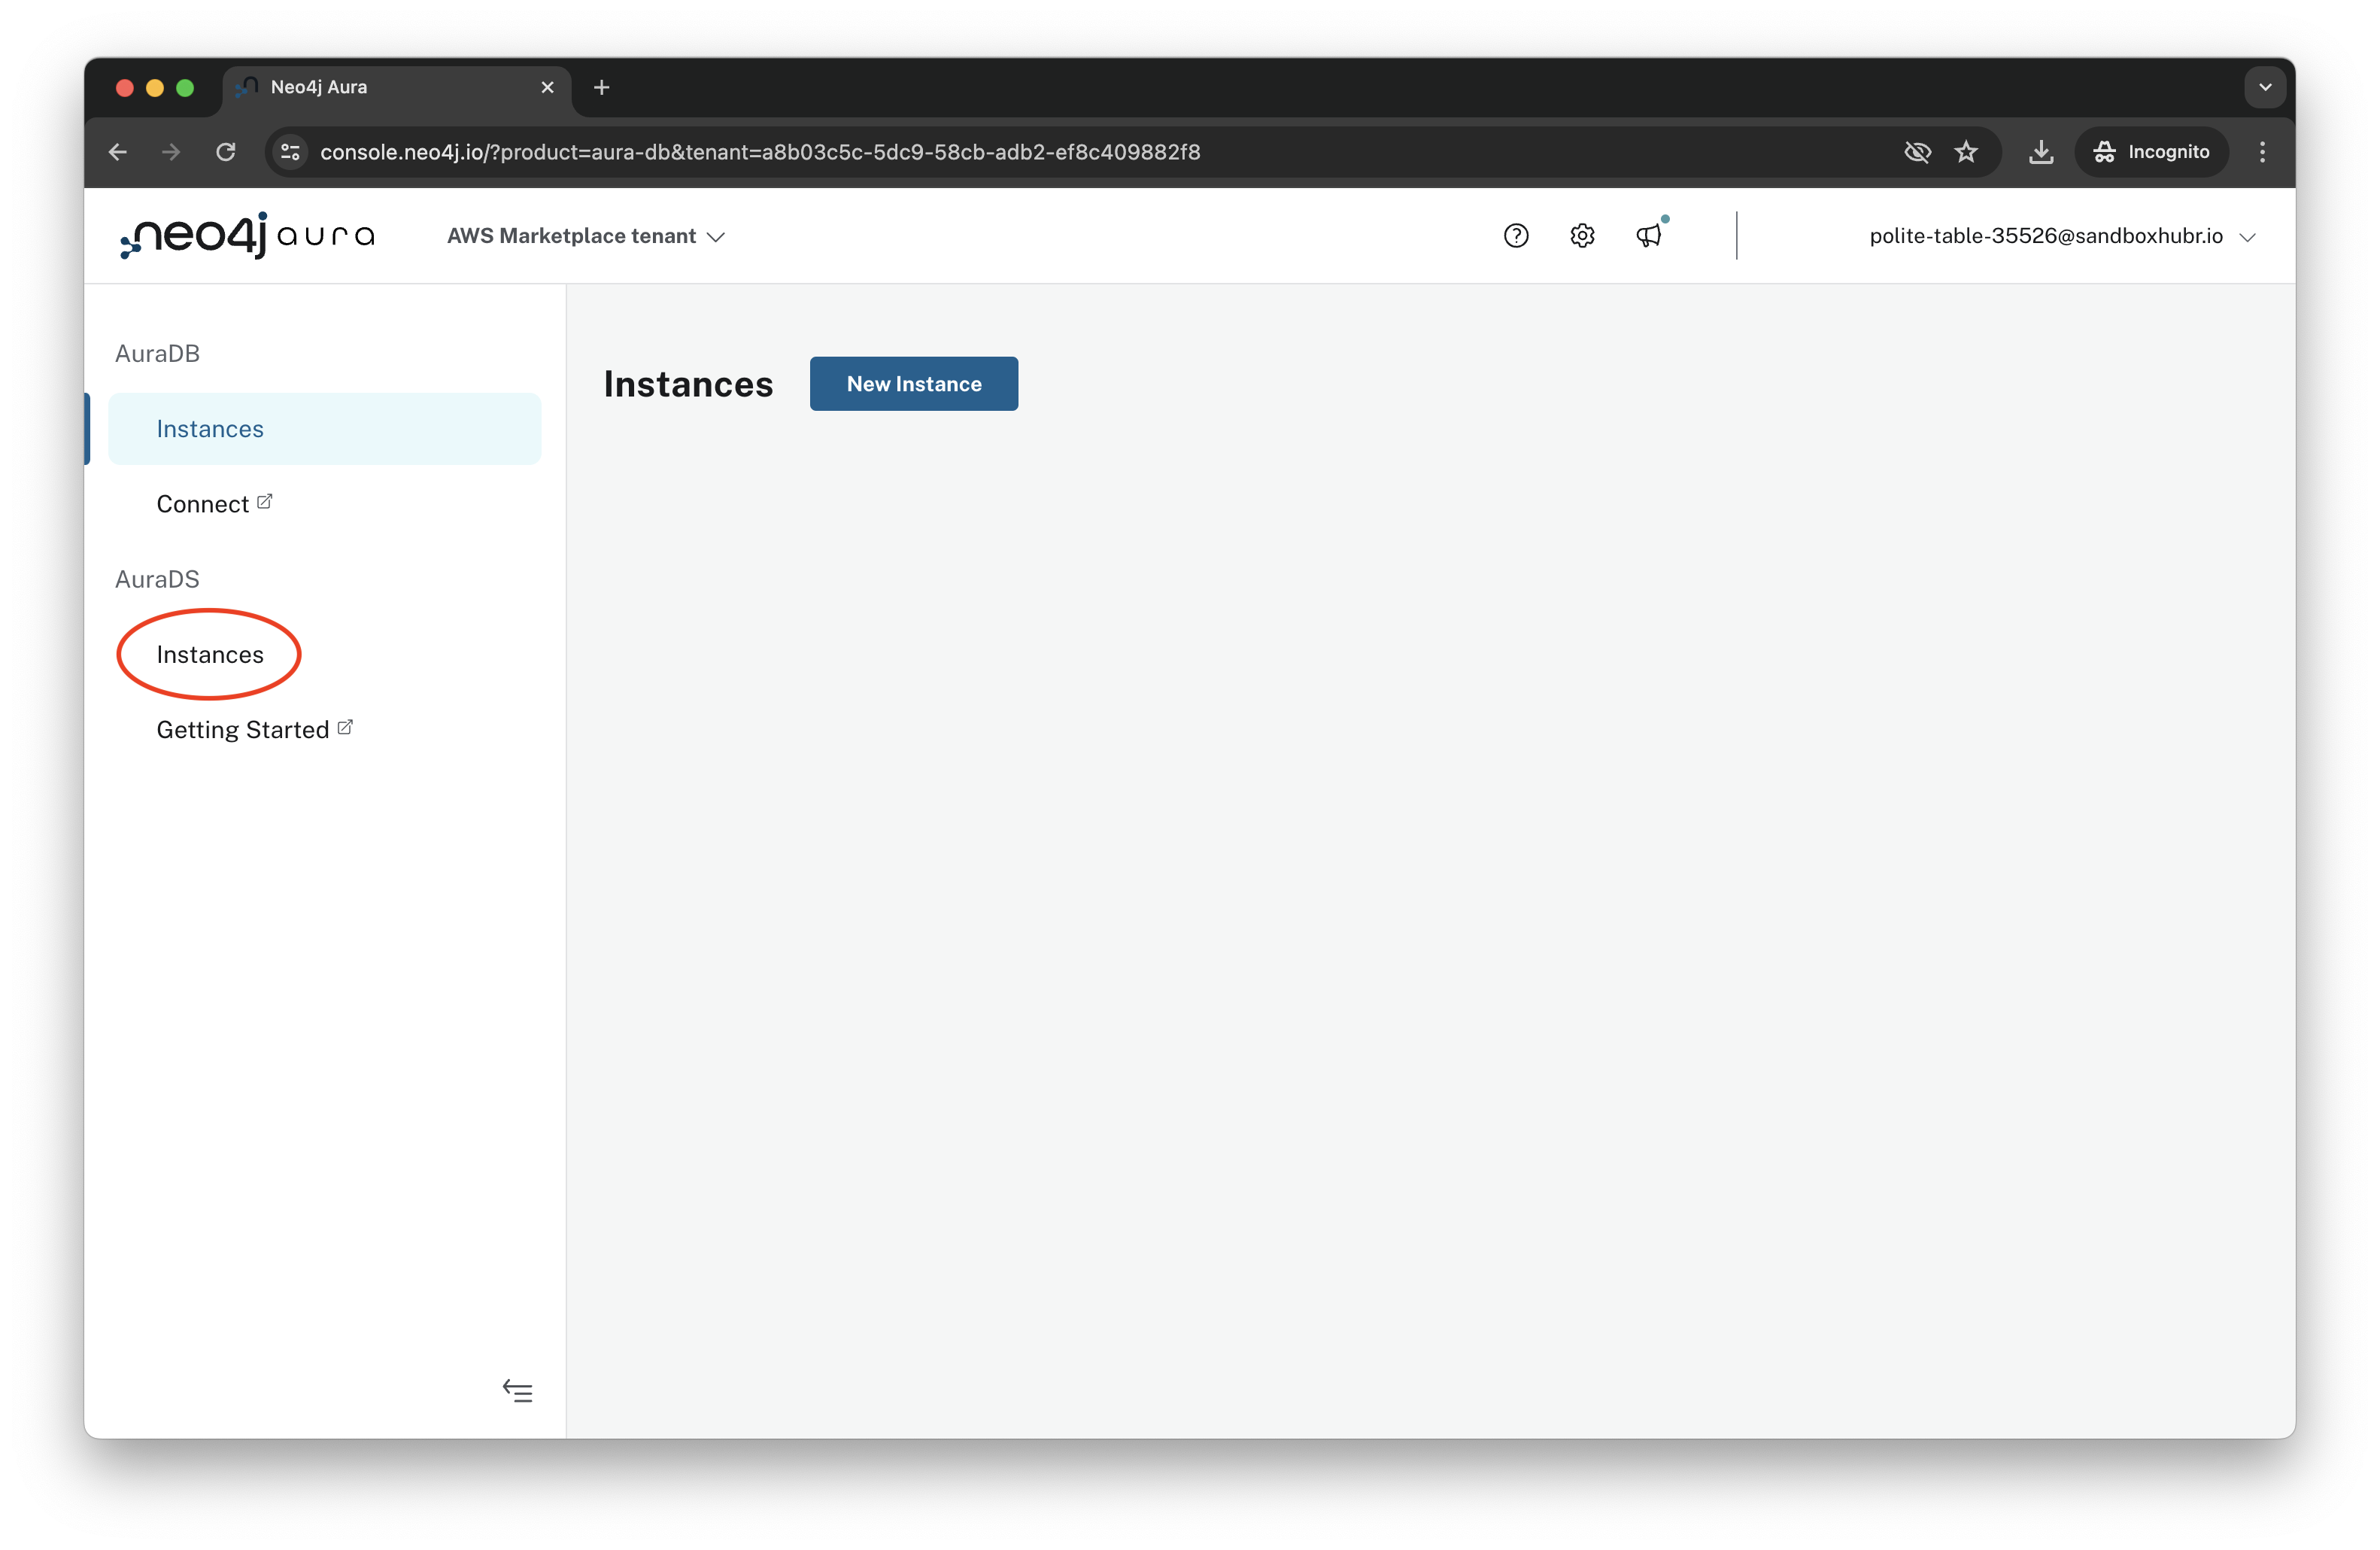 Neo4j Aura
console.neo4j.io/?product=aura-db&tenant=a8b03c5c-5dc9-58cb-adb2-ef8c409882f8
Incognito
neo4j aura
AWS Marketplace tenant
polite-table-35526@sandboxhubr.io
AuraDB
Instances
Connect
AuraDS
Instances
Getting Started
Instances
New Instance